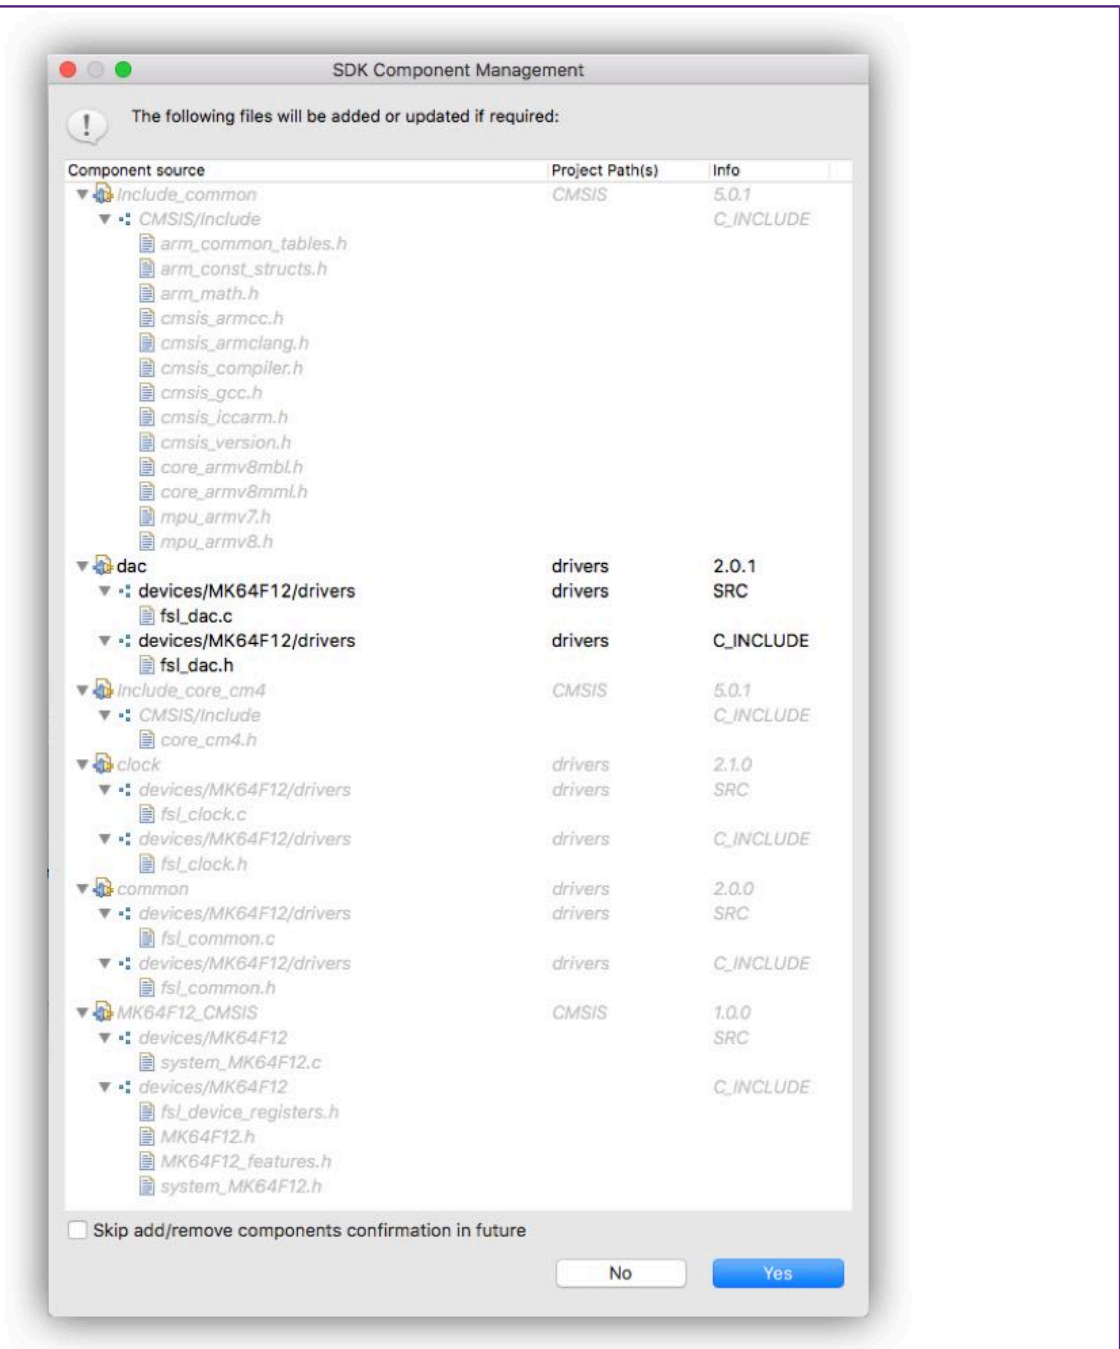 SDK Component Management
The following files will be added or updated if required:
Component source Project Path(s) Info
Include_common CMSIS 5.0.1
CMSIS/Include C_INCLUDE
arm_common_tables.h
arm_const_structs.h
arm_math.h
cmsis_armcc.h
cmsis_armclang.h
cmsis_compiler.h
cmsis_gcc.h
cmsis_iccarm.h
cmsis_version.h
core_armv8mbl.h
core_armv8mml.h
mpu_armv7.h
mpu_armv8.h
dac drivers 2.0.1
devices/MK64F12/drivers drivers SRC
fsl_dac.c
devices/MK64F12/drivers drivers C_INCLUDE
fsl_dac.h
Include_core_cm4 CMSIS 5.0.1
CMSIS/Include C_INCLUDE
core_cm4.h
clock drivers 2.1.0
devices/MK64F12/drivers drivers SRC
fsl_clock.c
devices/MK64F12/drivers drivers C_INCLUDE
fsl_clock.h
common drivers 2.0.0
devices/MK64F12/drivers drivers SRC
fsl_common.c
devices/MK64F12/drivers drivers C_INCLUDE
fsl_common.h
MK64F12_CMSIS CMSIS 1.0.0
devices/MK64F12 SRC
system_MK64F12.c
devices/MK64F12 C_INCLUDE
fsl_device_registers.h
MK64F12.h
MK64F12_features.h
system_MK64F12.h
Skip add/remove components confirmation in future
No Yes